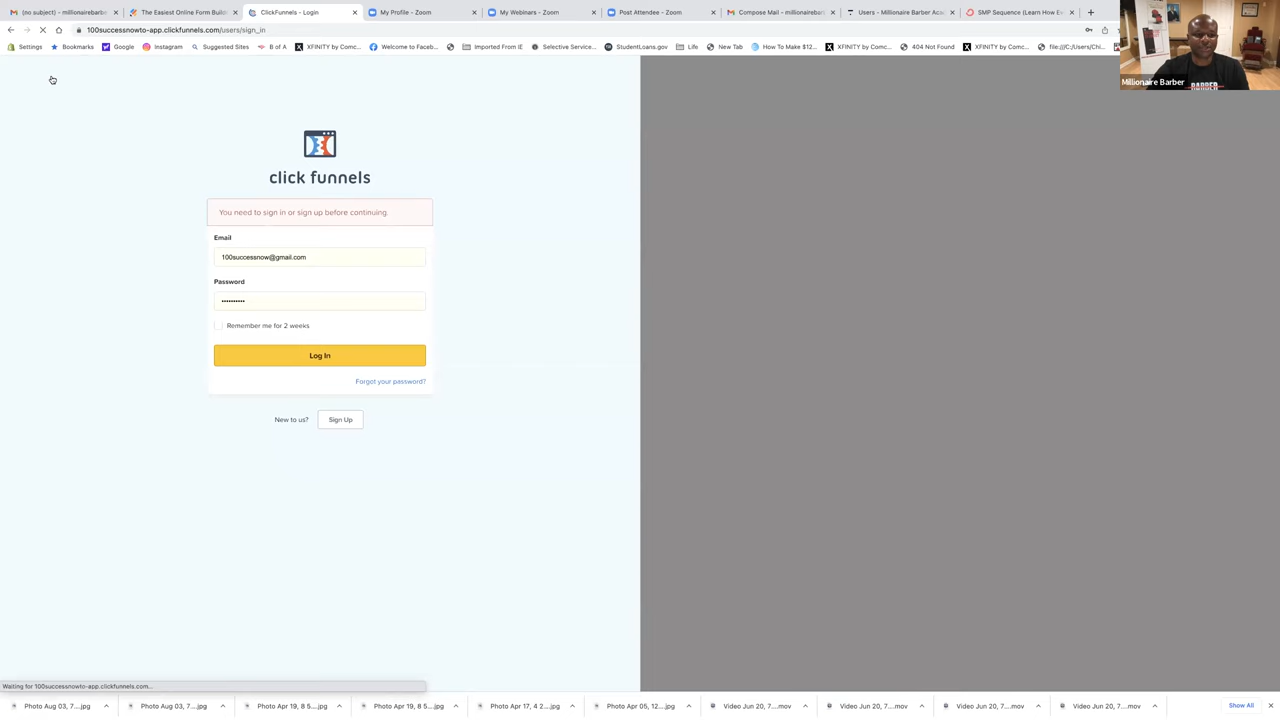 (no subject) - millionairebarb
The Easiest Online Form Build
ClickFunnels - Login
My Profile - Zoom
My Webinars - Zoom
Post Attendee - Zoom
Compose Mail - millionairebar
Users - Millionaire Barber Aca
SMP Sequence (Learn How E
100successnowto-app.clickfunnels.com/users/sign_in
Settings
Bookmarks
Google
Instagram
Suggested Sites
B of A
XFINITY by Comc...
Welcome to Faceb...
Imported From IE
Selective Service...
StudentLoans.gov
Life
New Tab
How To Make $12...
XFINITY by Comc...
404 Not Found
XFINITY by Comc...
file:///C:/Users/Chi...
Millionaire Barber
BARBER
click funnels
You need to sign in or sign up before continuing.
Email
100successnow@gmail.com
Password
••••••••••
Remember me for 2 weeks
Log In
Forgot your password?
New to us?
Sign Up
Waiting for 100successnowto-app.clickfunnels.com...
Photo Aug 03, 7....jpg
Photo Aug 03, 7....jpg
Photo Apr 19, 8 5....jpg
Photo Apr 19, 8 5....jpg
Photo Apr 17, 4 2....jpg
Photo Apr 05, 12....jpg
Video Jun 20, 7....mov
Video Jun 20, 7....mov
Video Jun 20, 7....mov
Video Jun 20, 7....mov
Show All